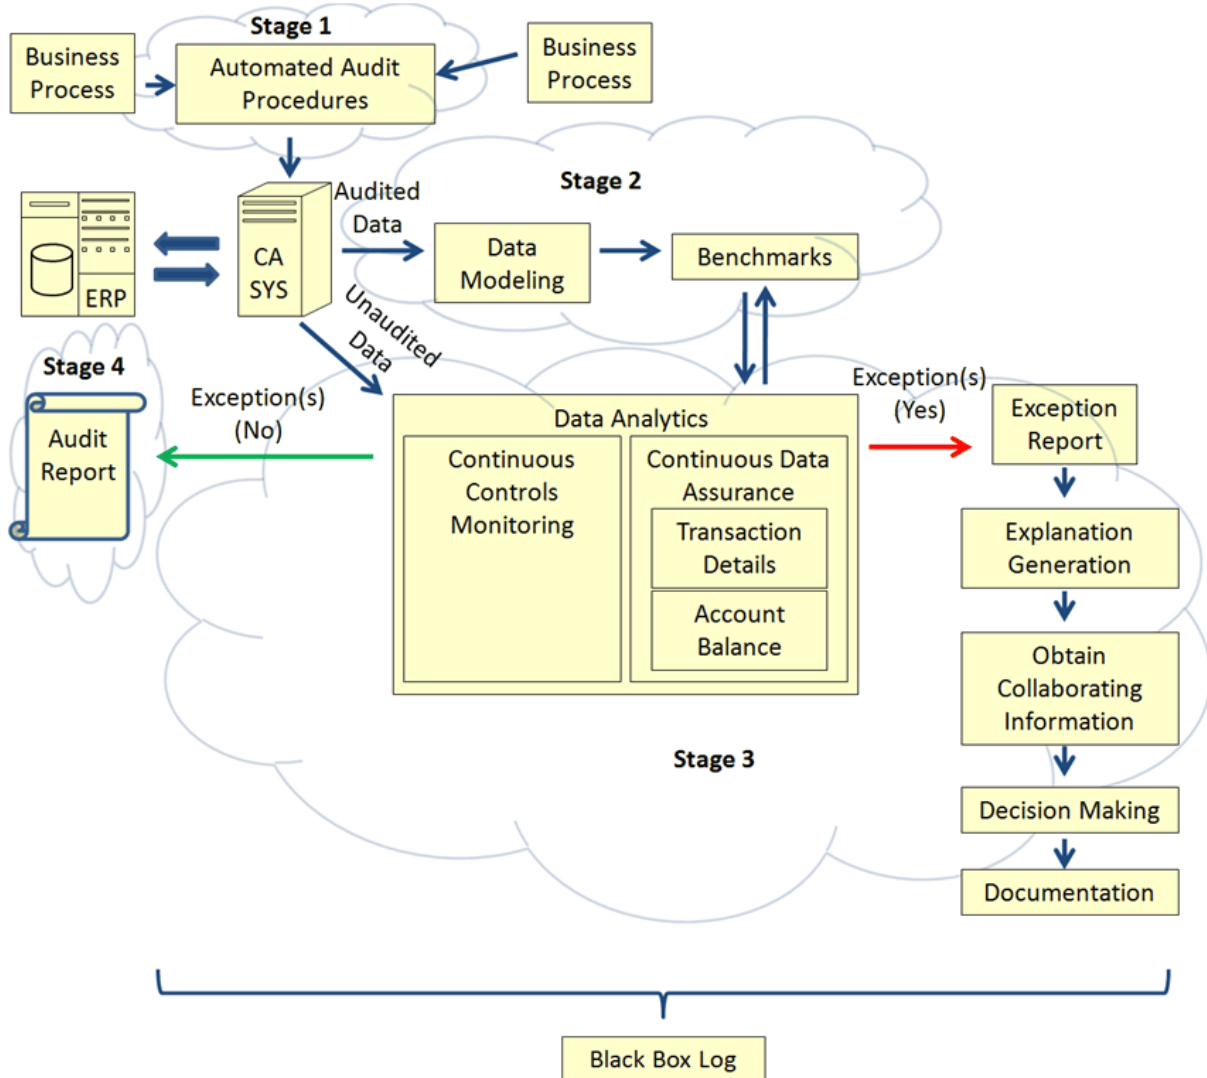 Stage 1
Business
Process
Automated Audit
Procedures
Business
Process
Stage 2
Audited
Data
ERP
CA
SYS
Data
Modeling
Benchmarks
Unaudited
Data
Stage 4
Audit
Report
Exception(s)
(No)
Exception(s)
(Yes)
Data Analytics
Continuous
Controls
Monitoring
Continuous Data
Assurance
Transaction
Details
Account
Balance
Exception
Report
Explanation
Generation
Obtain
Collaborating
Information
Decision Making
Documentation
Stage 3
Black Box Log